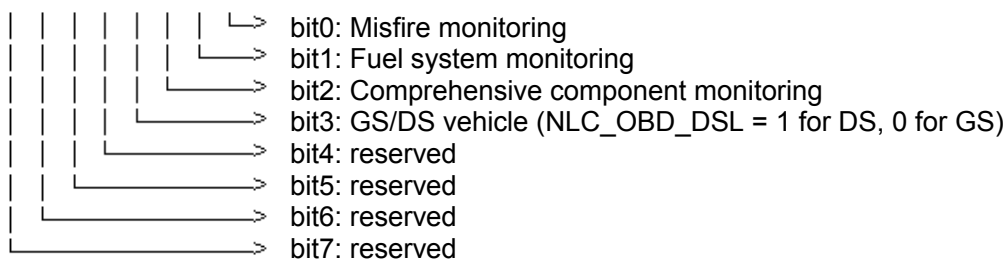 bit0: Misfire monitoring
bit1: Fuel system monitoring
bit2: Comprehensive component monitoring
bit3: GS/DS vehicle (NLC_OBD_DSL = 1 for DS, 0 for GS)
bit4: reserved
bit5: reserved
bit6: reserved
bit7: reserved